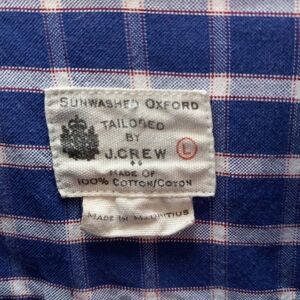 SUNWASHED OXFORD
TAILORED
BY
J.CREW L
MADE OF
100% COTTON/COTON
MADE IN MAURITIUS